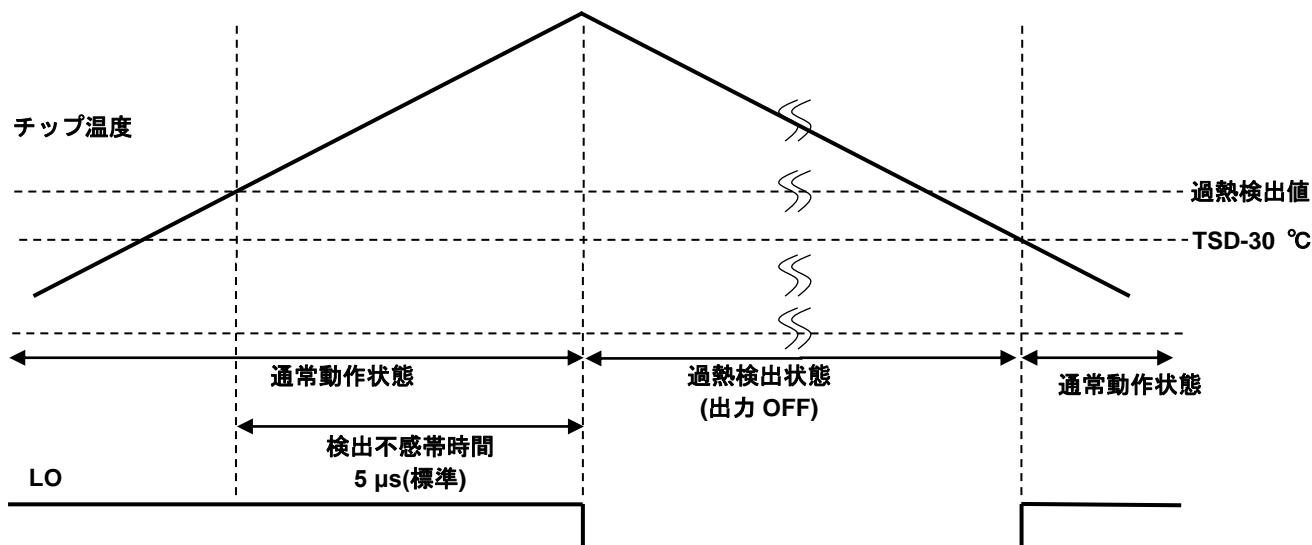 チップ温度
過熱検出値
TSD-30 ℃
通常動作状態
過熱検出状態
(出力 OFF)
通常動作状態
検出不感帯時間
5 μs(標準)
LO